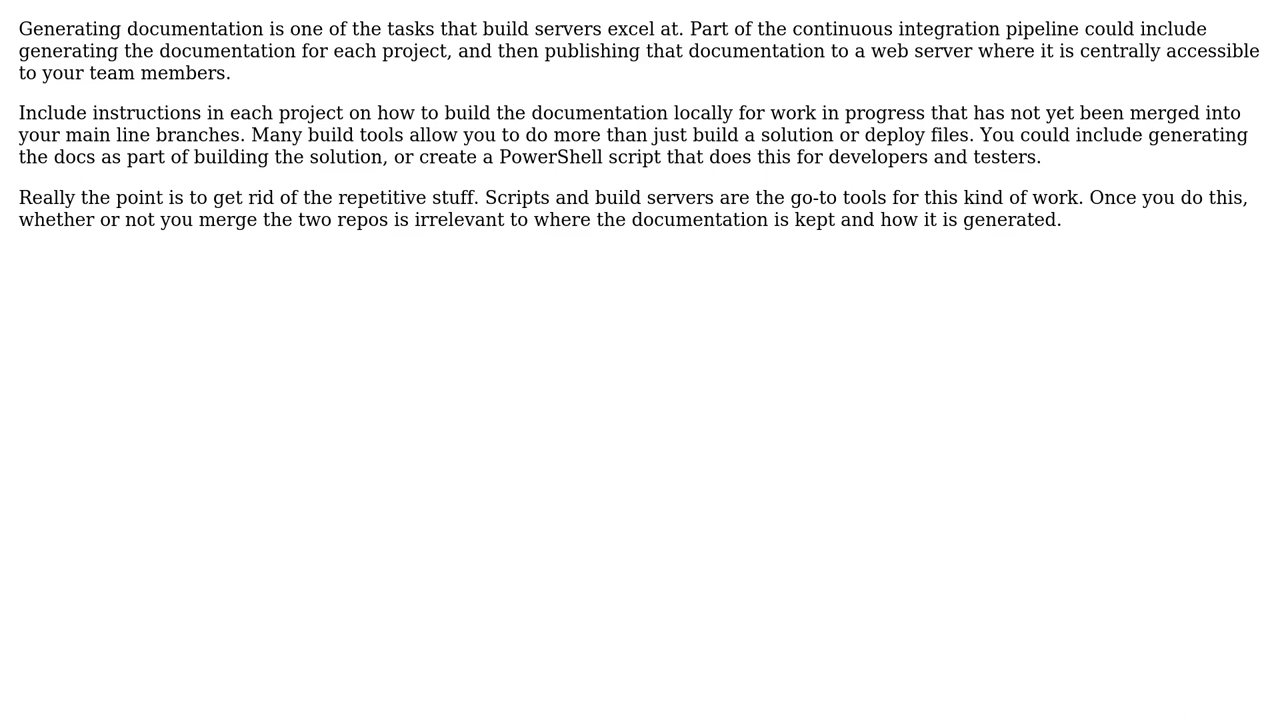 Generating documentation is one of the tasks that build servers excel at. Part of the continuous integration pipeline could include
generating the documentation for each project, and then publishing that documentation to a web server where it is centrally accessible
to your team members.
Include instructions in each project on how to build the documentation locally for work in progress that has not yet been merged into
your main line branches. Many build tools allow you to do more than just build a solution or deploy files. You could include generating
the docs as part of building the solution, or create a PowerShell script that does this for developers and testers.
Really the point is to get rid of the repetitive stuff. Scripts and build servers are the go-to tools for this kind of work. Once you do this,
whether or not you merge the two repos is irrelevant to where the documentation is kept and how it is generated.